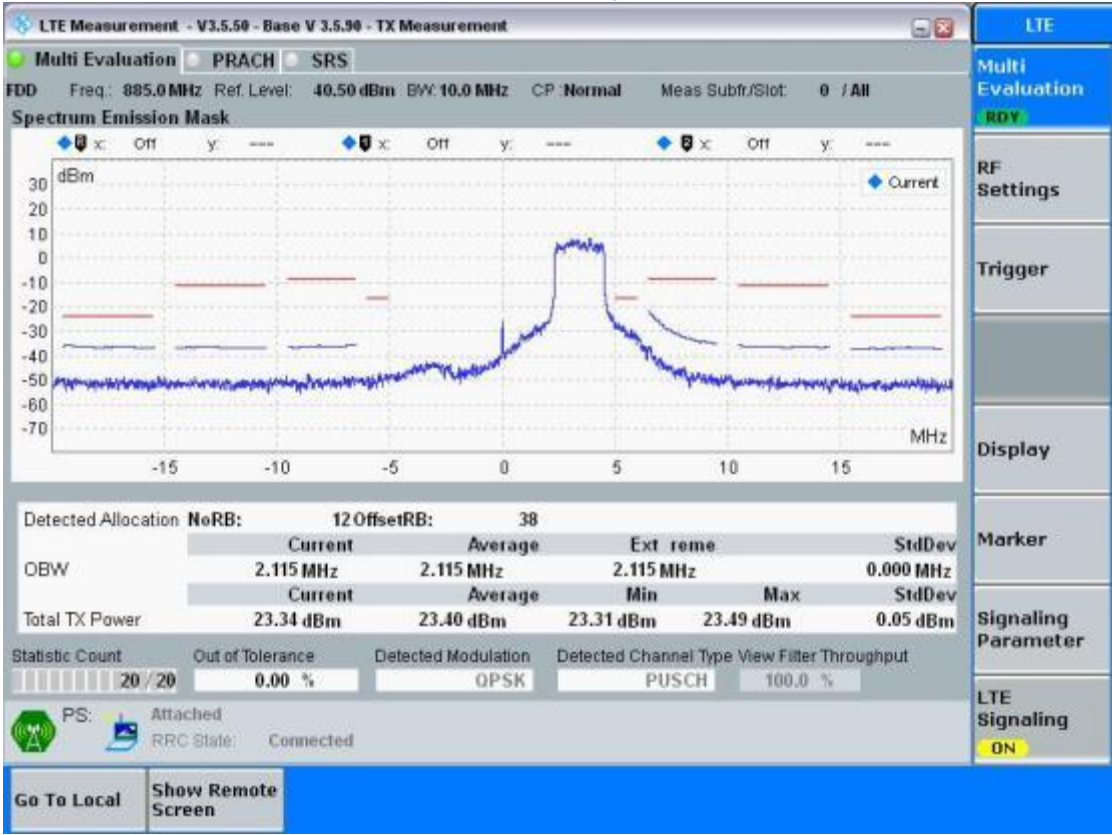 LTE Measurement - V3.5.50 - Base V 3.5.90 - TX Measurement
LTE
Multi Evaluation PRACH SRS
Multi Evaluation
RDY
FDD Freq.: 885.0 MHz Ref. Level: 40.50 dBm BW: 10.0 MHz CP :Normal Meas Subfr./Slot: 0 / All
Spectrum Emission Mask
x: Off y: --- x: Off y: --- x: Off y: ---
dBm
Current
30
20
10
0
-10
-20
-30
-40
-50
-60
-70
MHz
-15 -10 -5 0 5 10 15
RF Settings
Trigger
Display
Marker
Signaling Parameter
LTE Signaling
ON
Detected Allocation NoRB: 12 OffsetRB: 38
Current Average Ext reme StdDev
OBW 2.115 MHz 2.115 MHz 2.115 MHz 0.000 MHz
Current Average Min Max StdDev
Total TX Power 23.34 dBm 23.40 dBm 23.31 dBm 23.49 dBm 0.05 dBm
Statistic Count Out of Tolerance Detected Modulation Detected Channel Type View Filter Throughput
20 / 20 0.00 % QPSK PUSCH 100.0 %
PS: Attached
RRC State: Connected
Go To Local
Show Remote Screen